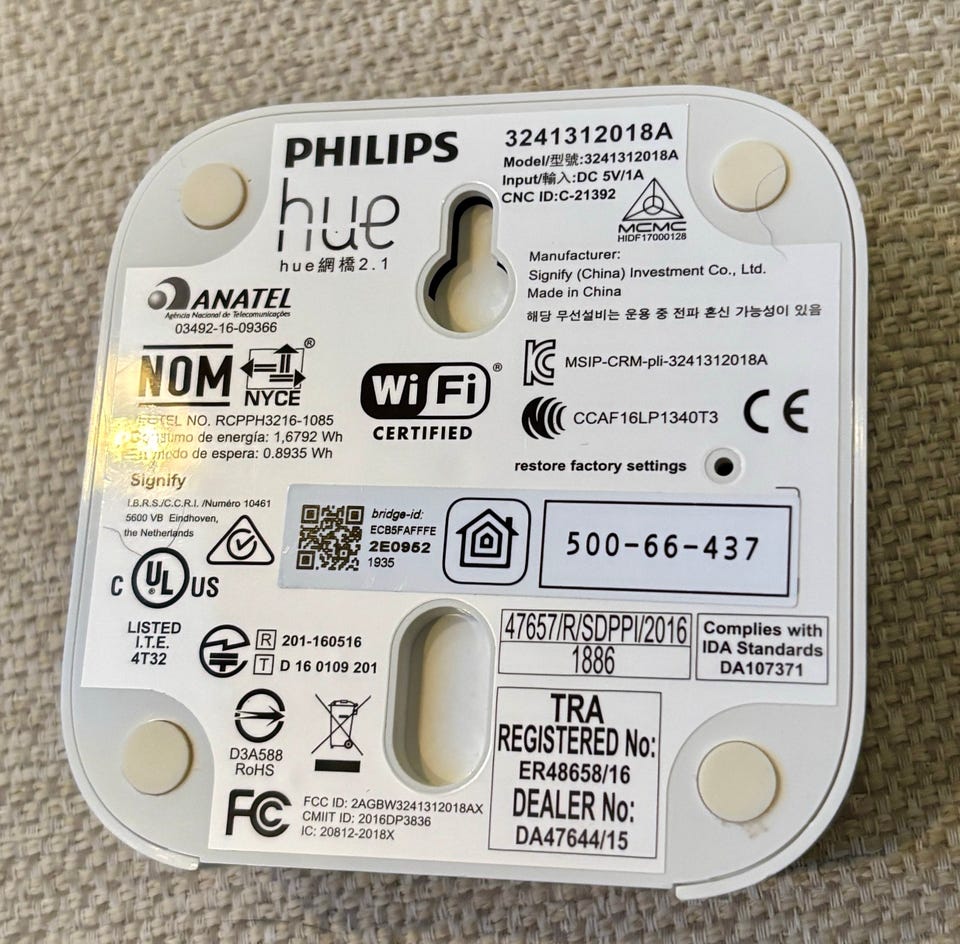 PHILIPS
hue
hue網橋2.1
3241312018A
Model/型號:3241312018A
Input/輸入:DC 5V/1A
CNC ID:C-21392
MCMC
HIDF17000128
Manufacturer:
Signify (China) Investment Co., Ltd.
Made in China
해당 무선설비는 운용 중 전파 혼신 가능성이 있음
ANATEL
Agência Nacional de Telecomunicações
03492-16-09366
NOM
NYCE ®
NO. RCPPH3216-1085
de energía: 1,6792 Wh
de espera: 0.8935 Wh
Wi Fi ®
CERTIFIED
MSIP-CRM-pli-3241312018A
CCAF16LP1340T3
CE
restore factory settings
Signify
I.B.R.S./C.C.R.I. /Numéro 10461
5600 VB Eindhoven,
the Netherlands
bridge-id:
ECB5FAFFFE
2E0952
1935
500-66-437
C UL US
LISTED
I.T.E.
4T32
R 201-160516
T D 16 0109 201
47657/R/SDPPI/2016
1886
Complies with
IDA Standards
DA107371
D3A588
RoHS
TRA
REGISTERED No:
ER48658/16
DEALER No:
DA47644/15
FC
FCC ID: 2AGBW3241312018AX
CMIIT ID: 2016DP3836
IC: 20812-2018X